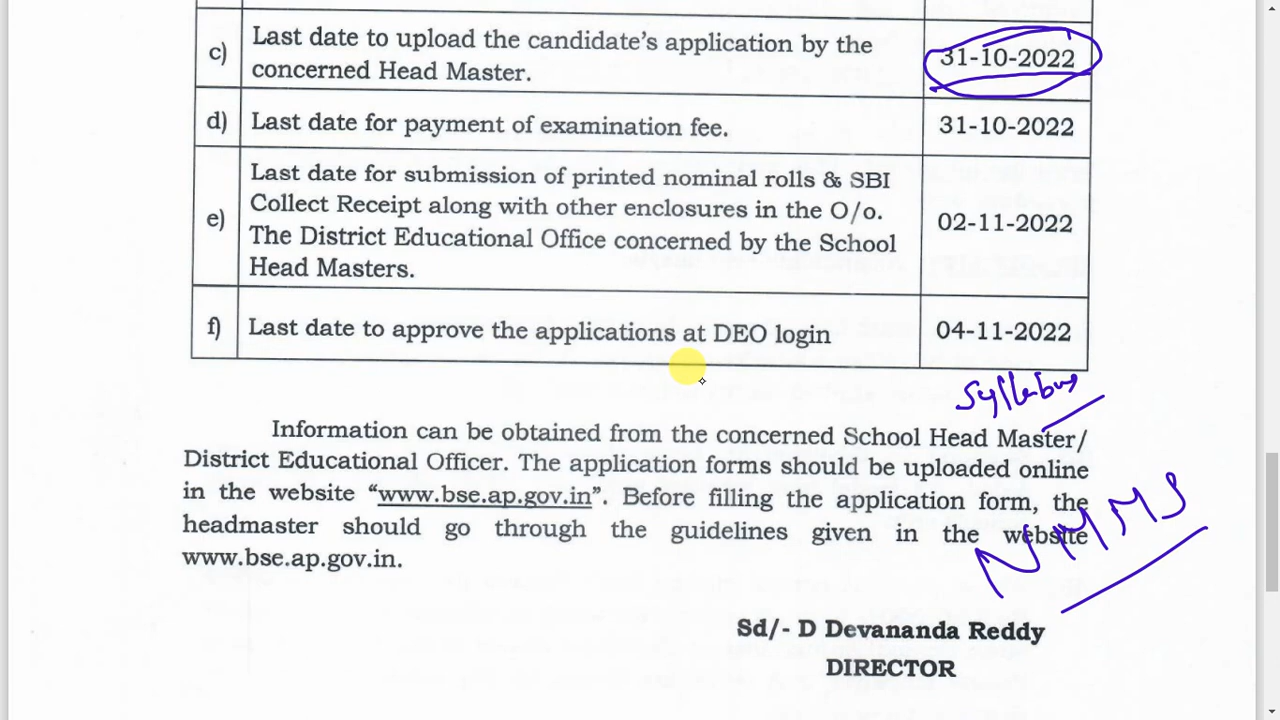 c) Last date to upload the candidate's application by the
concerned Head Master. 31-10-2022
d) Last date for payment of examination fee. 31-10-2022
e) Last date for submission of printed nominal rolls & SBI
Collect Receipt along with other enclosures in the O/o.
The District Educational Office concerned by the School
Head Masters. 02-11-2022
f) Last date to approve the applications at DEO login 04-11-2022
Syllabus
Information can be obtained from the concerned School Head Master/
District Educational Officer. The application forms should be uploaded online
in the website “www.bse.ap.gov.in”. Before filling the application form, the
headmaster should go through the guidelines given in the website
www.bse.ap.gov.in.
NMMS
Sd/- D Devananda Reddy
DIRECTOR